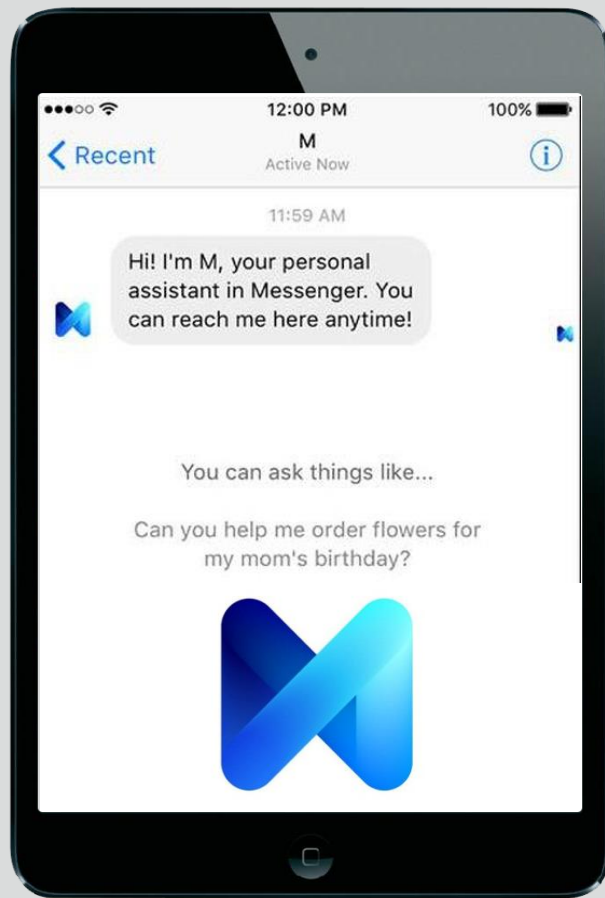 12:00 PM
100%
Recent
M
Active Now
11:59 AM
Hi! I'm M, your personal
assistant in Messenger. You
can reach me here anytime!
You can ask things like...
Can you help me order flowers for
my mom's birthday?